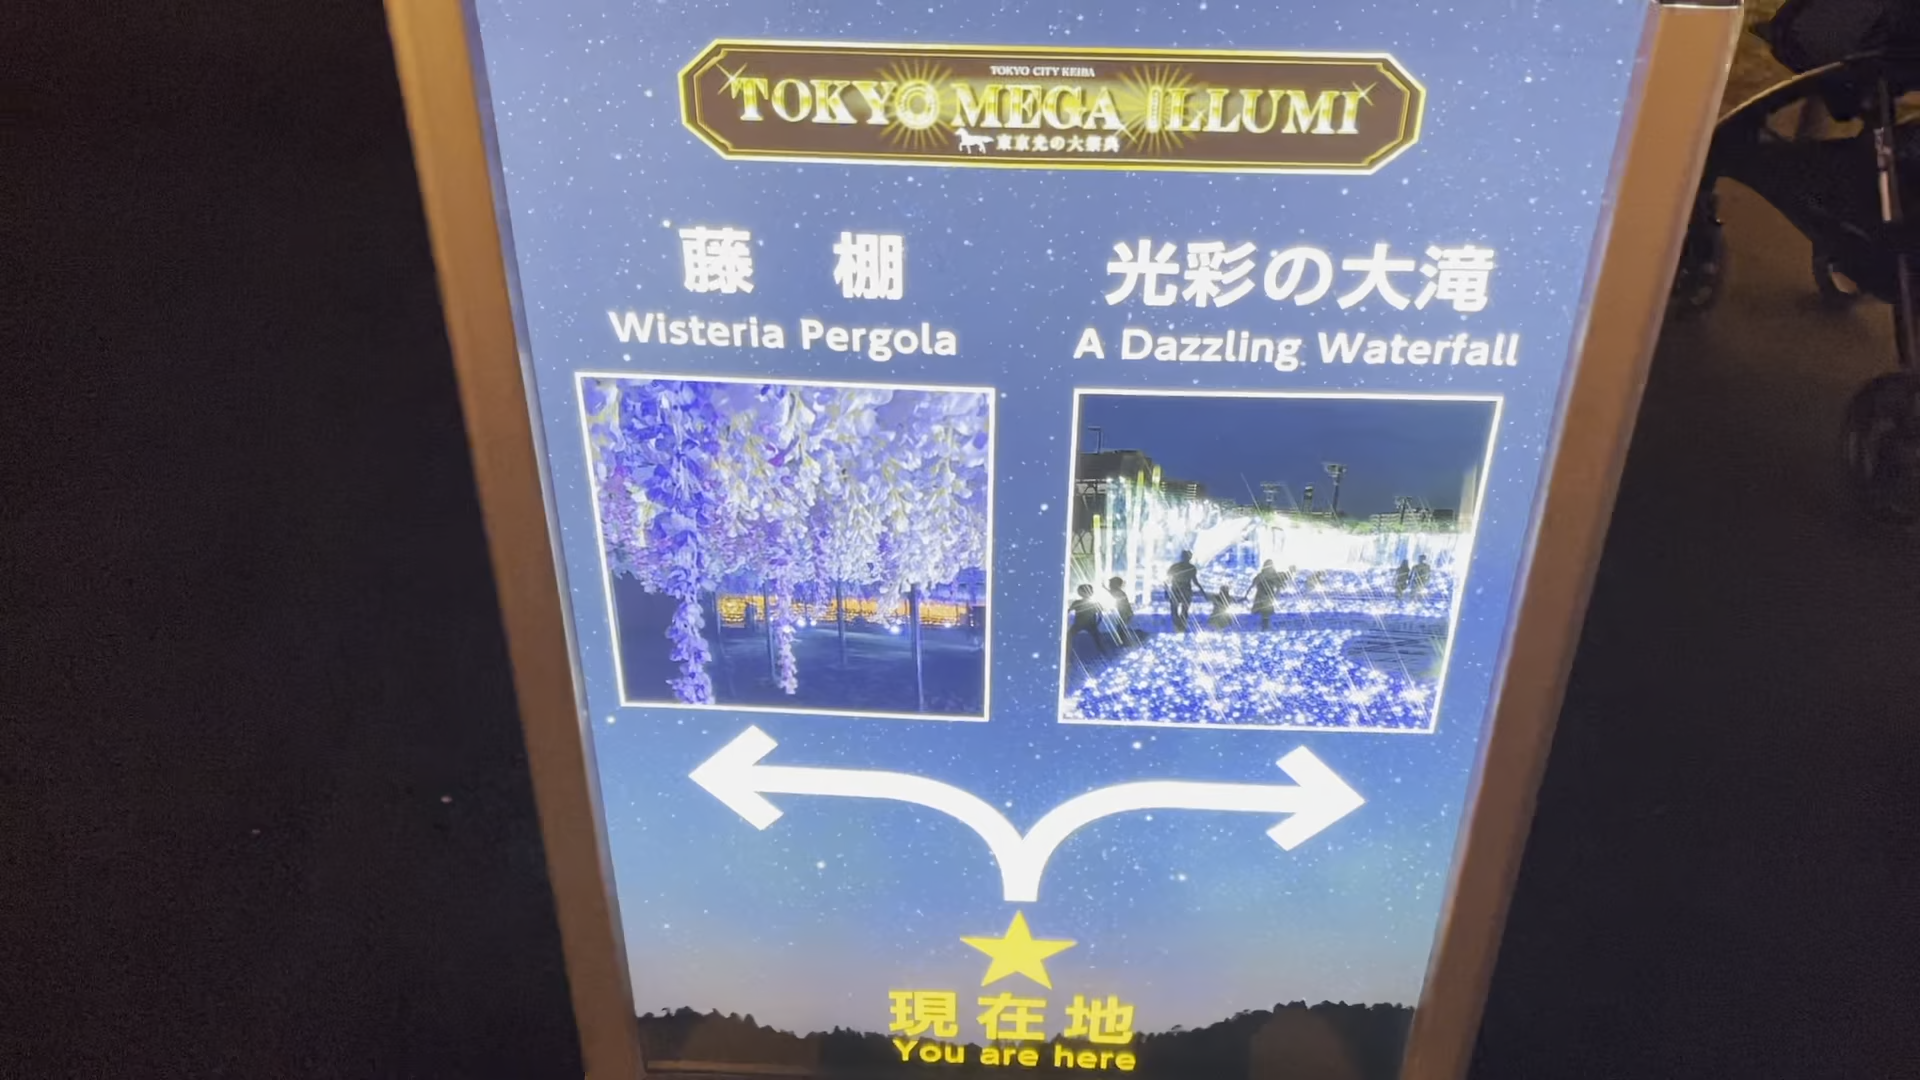 TOKYO CITY KEIBA
TOKYO MEGA ILLUMI
東京光の大祭典
藤 棚
Wisteria Pergola
光彩の大滝
A Dazzling Waterfall
現在地
You are here